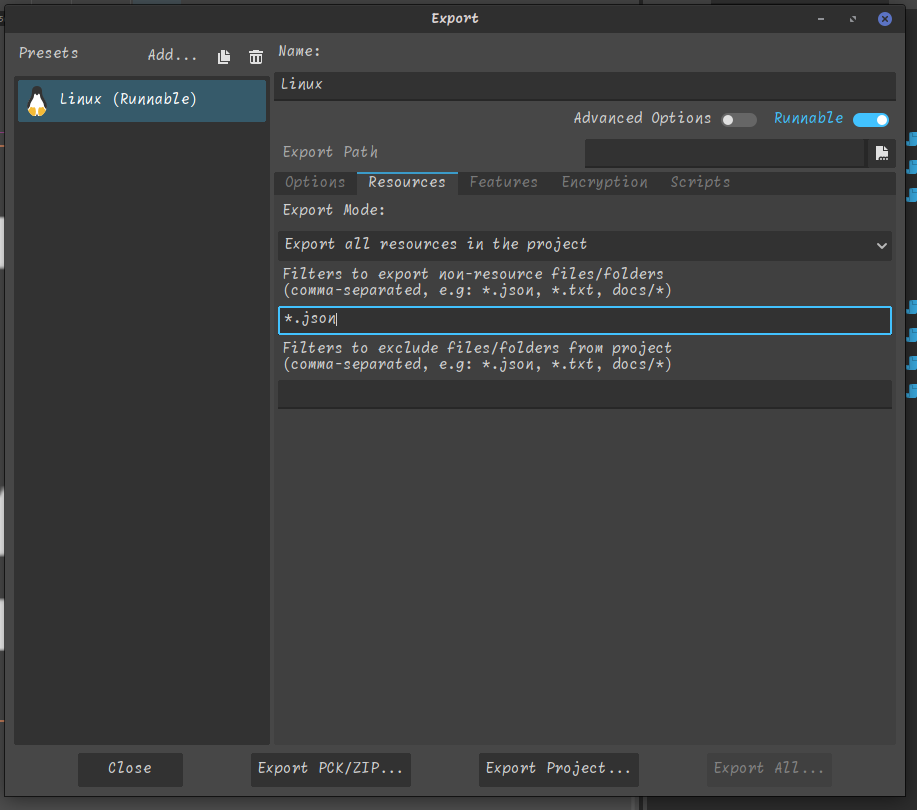 Export
Presets
Add...
Name:
Linux (Runnable)
Linux
Advanced Options
Runnable
Export Path
Options Resources Features Encryption Scripts
Export Mode:
Export all resources in the project
Filters to export non-resource files/folders
(comma-separated, e.g: *.json, *.txt, docs/*)
*.json
Filters to exclude files/folders from project
(comma-separated, e.g: *.json, *.txt, docs/*)
Close
Export PCK/ZIP...
Export Project...
Export All...